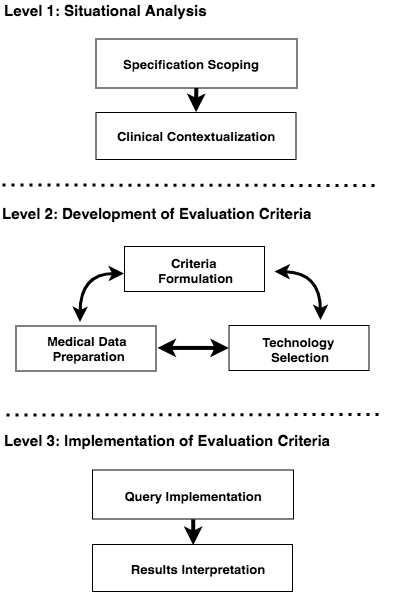 Level 1: Situational Analysis
Specification Scoping
Clinical Contextualization
Level 2: Development of Evaluation Criteria
Criteria
Formulation
Medical Data
Preparation
Technology
Selection
Level 3: Implementation of Evaluation Criteria
Query Implementation
Results Interpretation